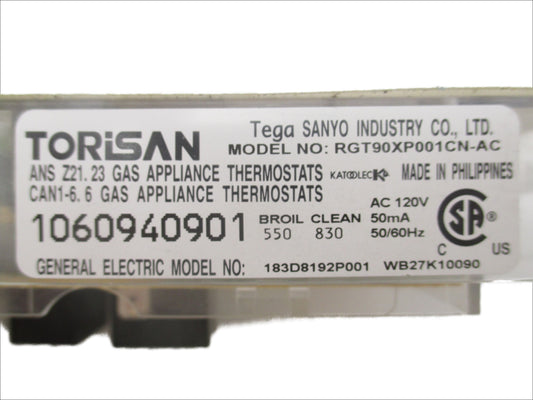 TORiSAN Tega SANYO INDUSTRY CO., LTD.
MODEL NO: RGT90XP001CN-AC
ANS Z21. 23 GAS APPLIANCE THERMOSTATS KATOOLEC MADE IN PHILIPPINES
CAN1-6. 6 GAS APPLIANCE THERMOSTATS
1060940901 BROIL CLEAN AC 120V
550 830 50mA
50/60Hz
SA ®
C US
GENERAL ELECTRIC MODEL NO: 183D8192P001 WB27K10090